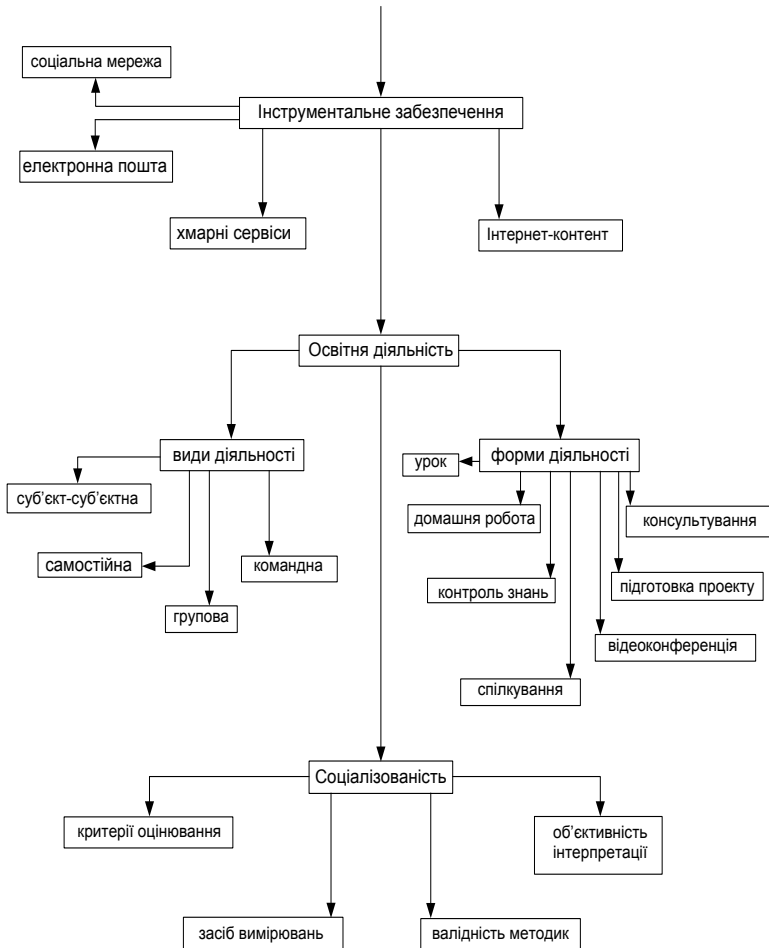 соціальна мережа
Інструментальне забезпечення
електронна пошта
хмарні сервіси
Інтернет-контент
Освітня діяльність
види діяльності
форми діяльності
урок
суб’єкт-суб’єктна
домашня робота
консультування
самостійна
командна
контроль знань
підготовка проекту
групова
відеоконференція
спілкування
Соціалізованість
критерії оцінювання
об’єктивність
інтерпретації
засіб вимірювань
валідність методик